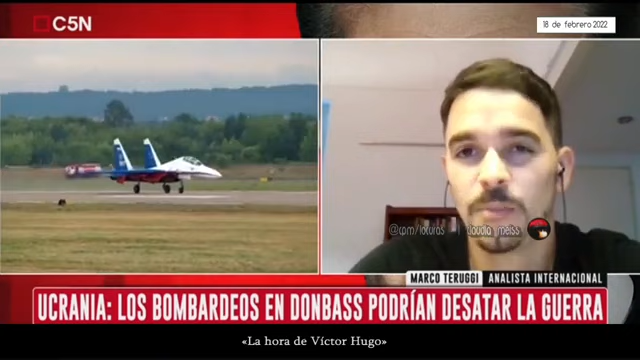 C5N
18 de febrero 2022
@cpm/locuras claudia_meiss
MARCO TERUGGI ANALISTA INTERNACIONAL
UCRANIA: LOS BOMBARDEOS EN DONBASS PODRÍAN DESATAR LA GUERRA
«La hora de Víctor Hugo»